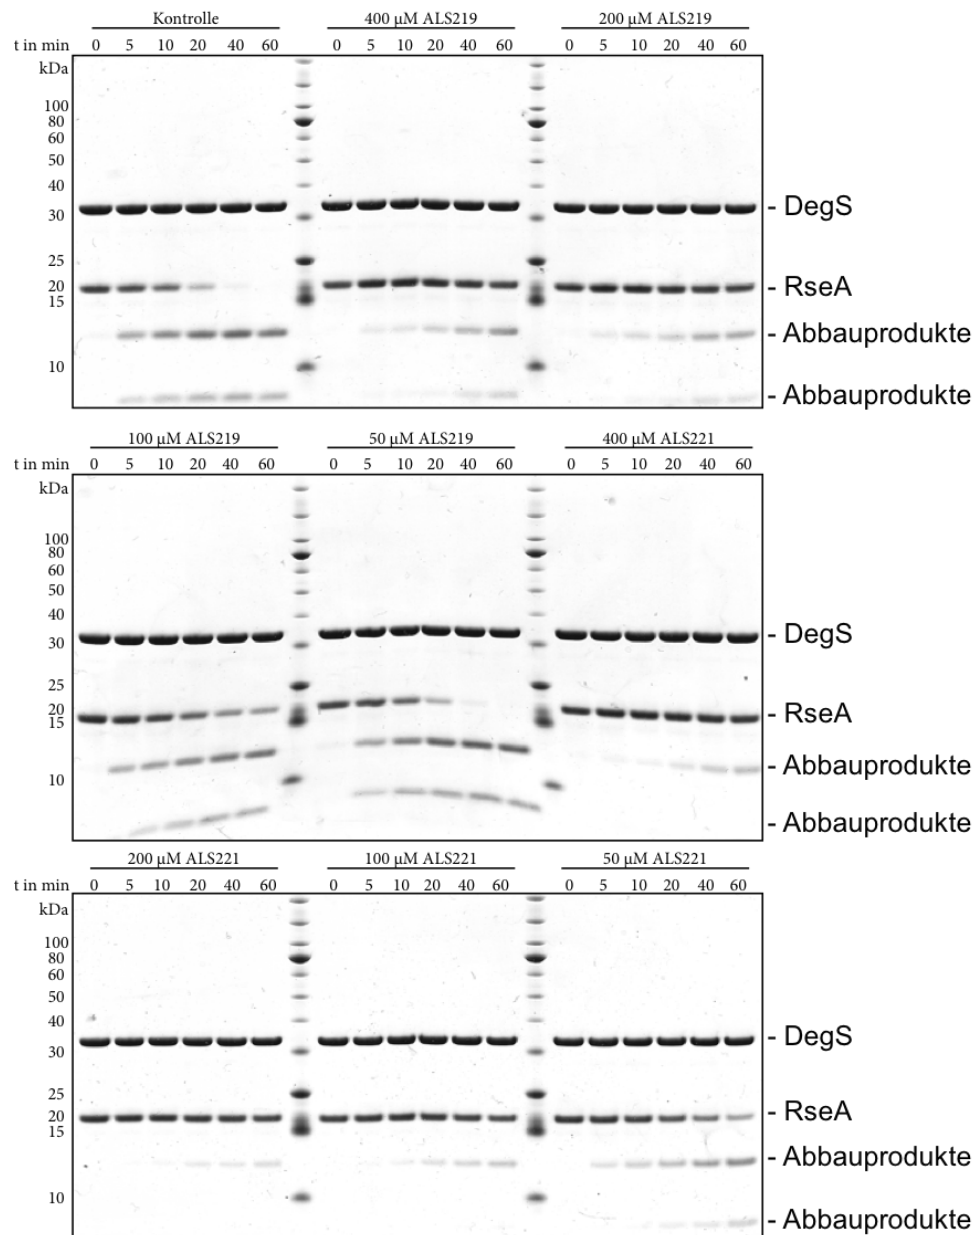 Kontrolle 400 µM ALS219 200 µM ALS219
t in min 0 5 10 20 40 60 0 5 10 20 40 60 0 5 10 20 40 60
kDa
100
80
60
50
40
30
25
20
15
10
- DegS
- RseA
- Abbauprodukte
- Abbauprodukte
100 µM ALS219 50 µM ALS219 400 µM ALS221
t in min 0 5 10 20 40 60 0 5 10 20 40 60 0 5 10 20 40 60
kDa
100
80
60
50
40
30
25
20
15
10
- DegS
- RseA
- Abbauprodukte
- Abbauprodukte
200 µM ALS221 100 µM ALS221 50 µM ALS221
t in min 0 5 10 20 40 60 0 5 10 20 40 60 0 5 10 20 40 60
kDa
100
80
60
50
40
30
25
20
15
10
- DegS
- RseA
- Abbauprodukte
- Abbauprodukte